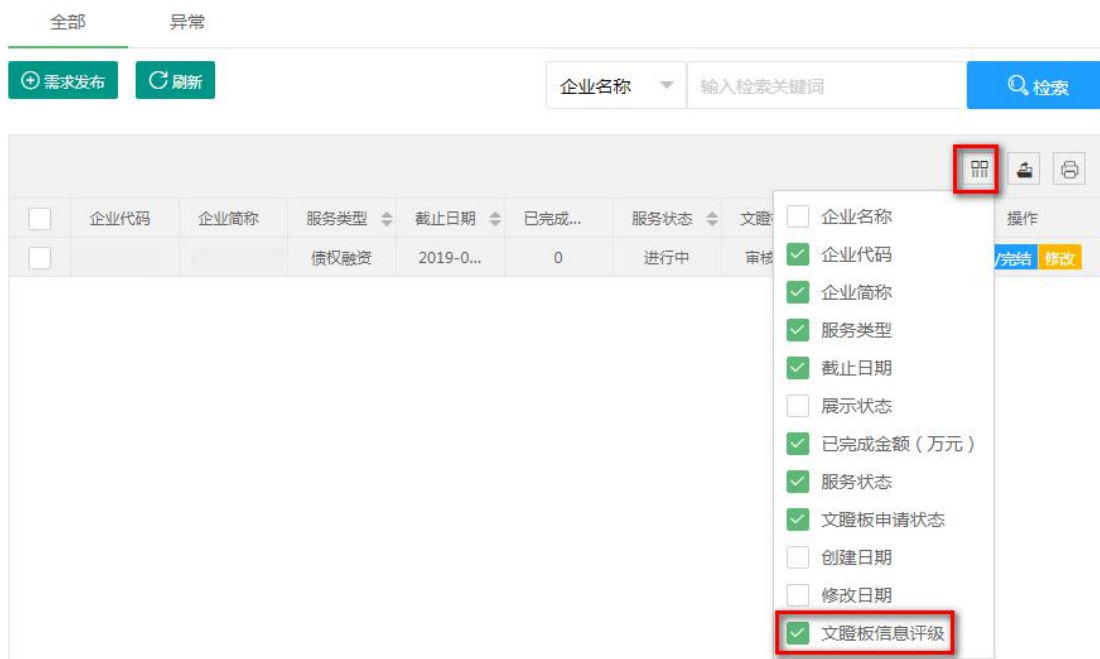 全部 异常
需求发布 刷新 企业名称 输入检索关键词 检索
企业代码 企业简称 服务类型 截止日期 已完成... 服务状态 文瞪 操作
债权融资 2019-0... 0 进行中 审核 /完结 修改
企业名称
企业代码
企业简称
服务类型
截止日期
展示状态
已完成金额（万元）
服务状态
文瞪板申请状态
创建日期
修改日期
文瞪板信息评级